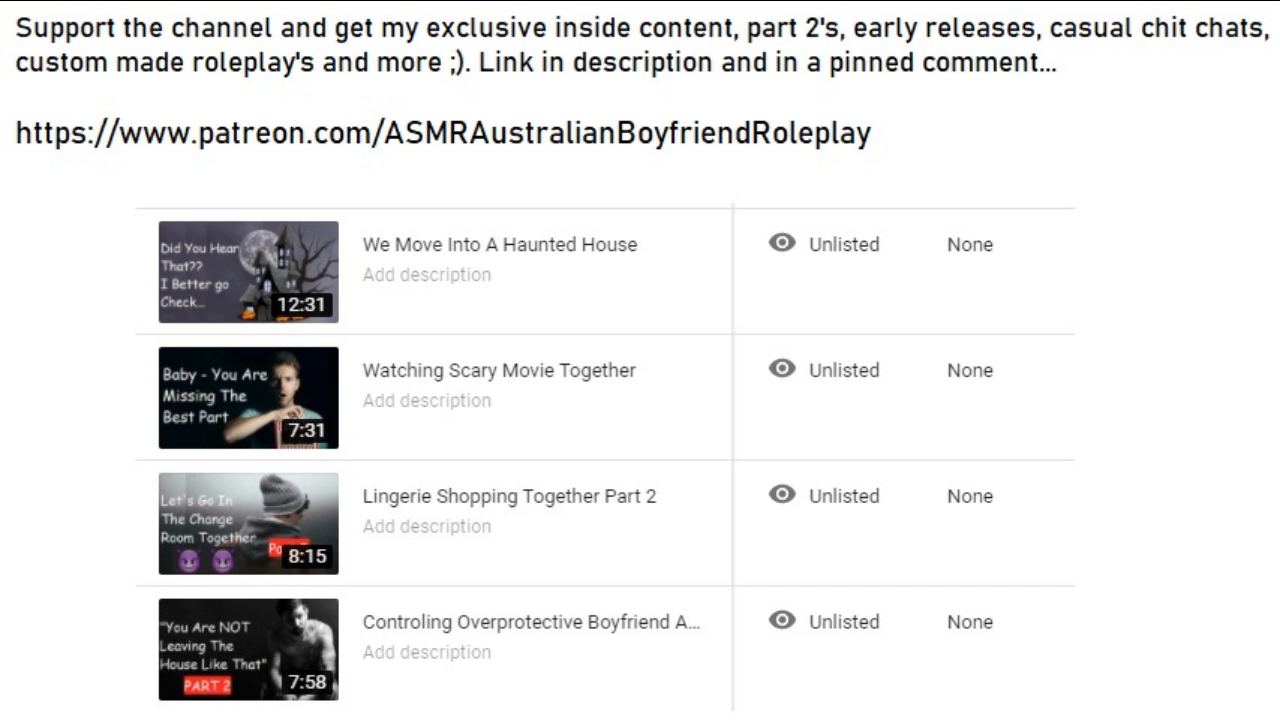 Support the channel and get my exclusive inside content, part 2's, early releases, casual chit chats,
custom made roleplay's and more ;). Link in description and in a pinned comment...
https://www.patreon.com/ASMRAustralianBoyfriendRoleplay
Did You Hear
That??
I Better go
Check...
12:31
We Move Into A Haunted House
Add description
Unlisted
None
Baby - You Are
Missing The
Best Part
7:31
Watching Scary Movie Together
Add description
Unlisted
None
Let's Go In
The Change
Room Together
8:15
Lingerie Shopping Together Part 2
Add description
Unlisted
None
"You Are NOT
Leaving The
House Like That"
PART 2
7:58
Controling Overprotective Boyfriend A...
Add description
Unlisted
None